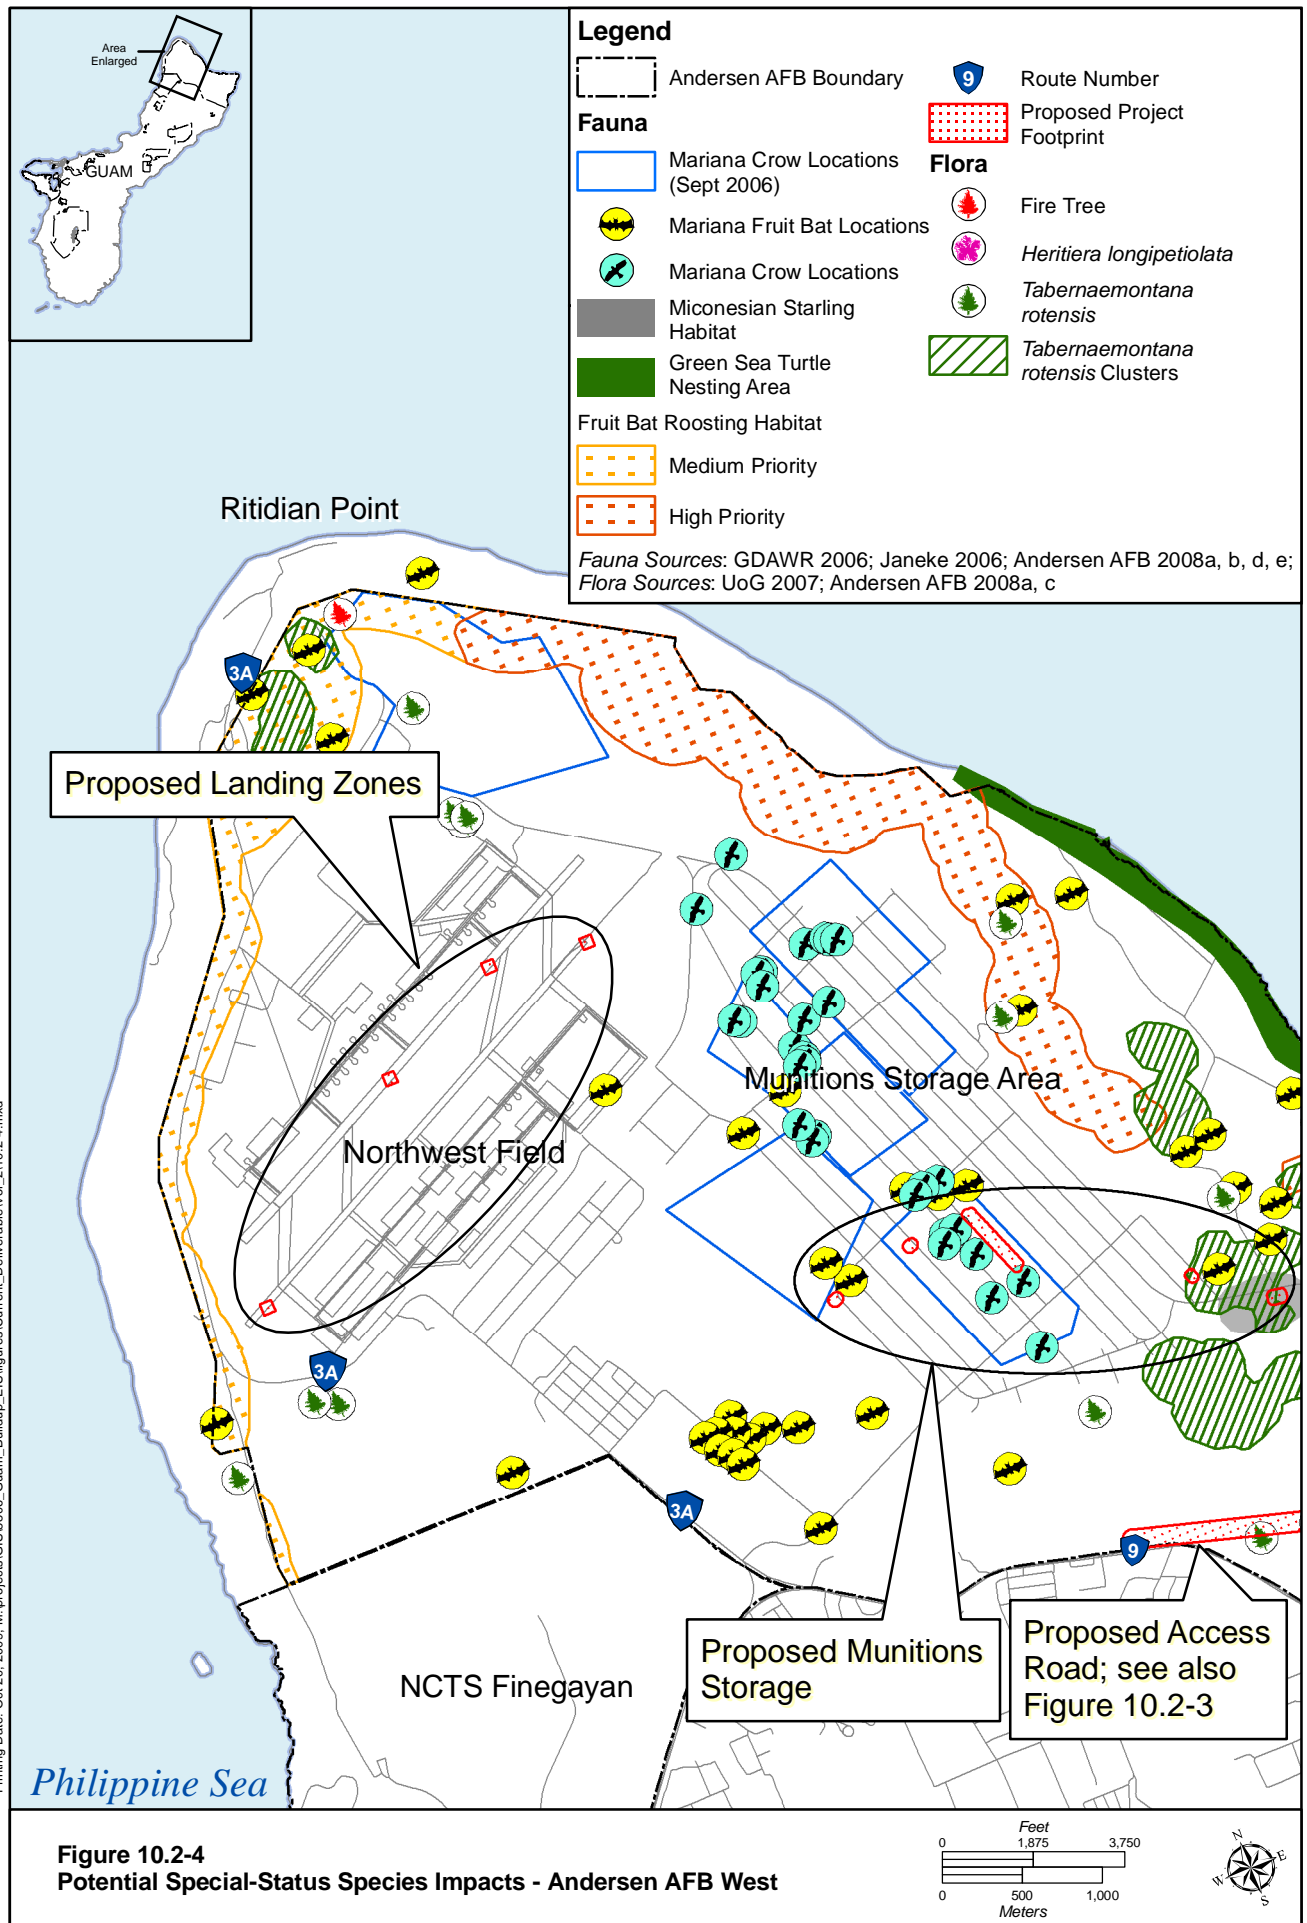 Area
Enlarged
GUAM
Legend
Andersen AFB Boundary
Fauna
Mariana Crow Locations
(Sept 2006)
Mariana Fruit Bat Locations
Mariana Crow Locations
Miconesian Starling
Habitat
Green Sea Turtle
Nesting Area
Fruit Bat Roosting Habitat
Medium Priority
High Priority
9
Route Number
Proposed Project
Footprint
Flora
Fire Tree
Heritiera longipetiolata
Tabernaemontana
rotensis
Tabernaemontana
rotensis Clusters
Fauna Sources: GDAWR 2006; Janeke 2006; Andersen AFB 2008a, b, d, e;
Flora Sources: UoG 2007; Andersen AFB 2008a, c
Ritidian Point
3A
Proposed Landing Zones
Munitions Storage Area
Northwest Field
3A
3A
9
Proposed Munitions
Storage
Proposed Access
Road; see also
Figure 10.2-3
NCTS Finegayan
Philippine Sea
Figure 10.2-4
Potential Special-Status Species Impacts - Andersen AFB West
Feet
0 1,875 3,750
0 500 1,000
Meters
N
E
W
S